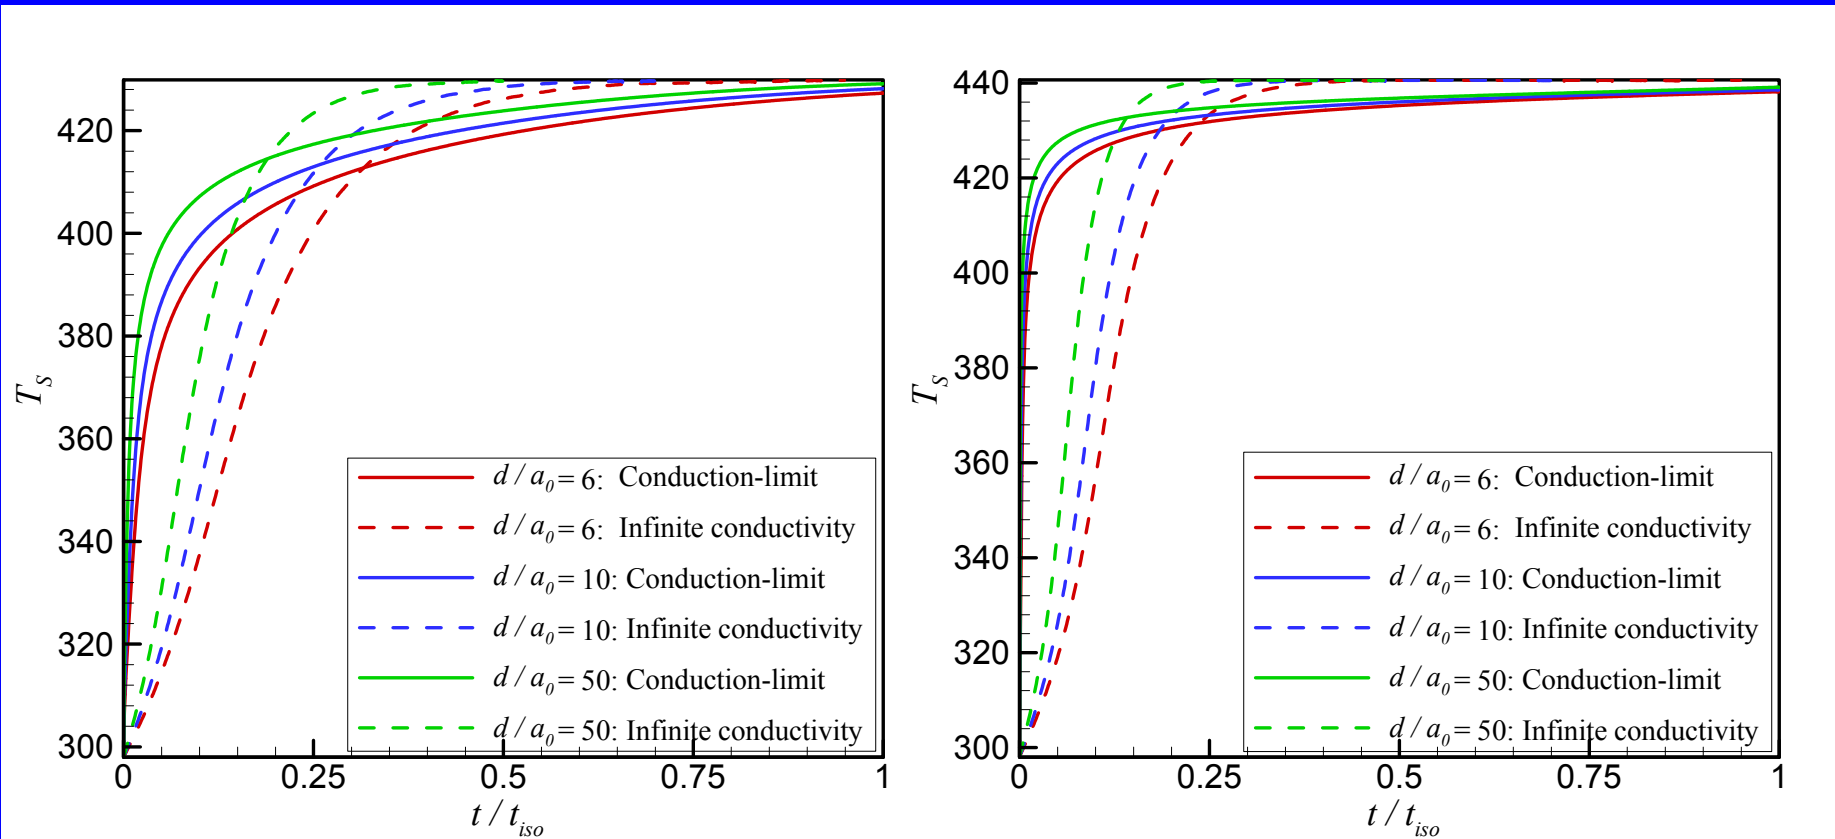 420
400
380
360
340
320
300
T_S
d / a_0 = 6: Conduction-limit
d / a_0 = 6: Infinite conductivity
d / a_0 = 10: Conduction-limit
d / a_0 = 10: Infinite conductivity
d / a_0 = 50: Conduction-limit
d / a_0 = 50: Infinite conductivity
0 0.25 0.5 0.75 1
t / t_iso
440
420
400
380
360
340
320
300
T_S
d / a_0 = 6: Conduction-limit
d / a_0 = 6: Infinite conductivity
d / a_0 = 10: Conduction-limit
d / a_0 = 10: Infinite conductivity
d / a_0 = 50: Conduction-limit
d / a_0 = 50: Infinite conductivity
0 0.25 0.5 0.75 1
t / t_iso